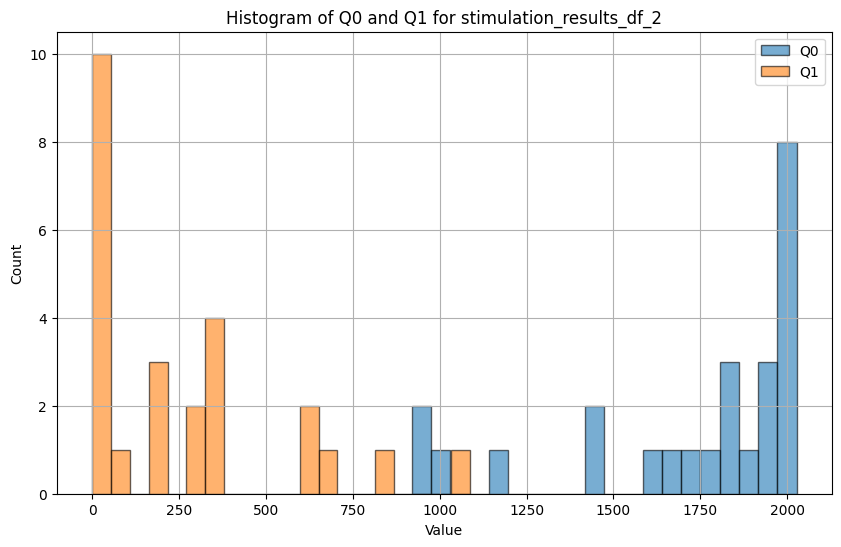 Histogram of Q0 and Q1 for stimulation_results_df_2
Q0
Q1
10
8
6
4
2
0
Count
0 250 500 750 1000 1250 1500 1750 2000
Value